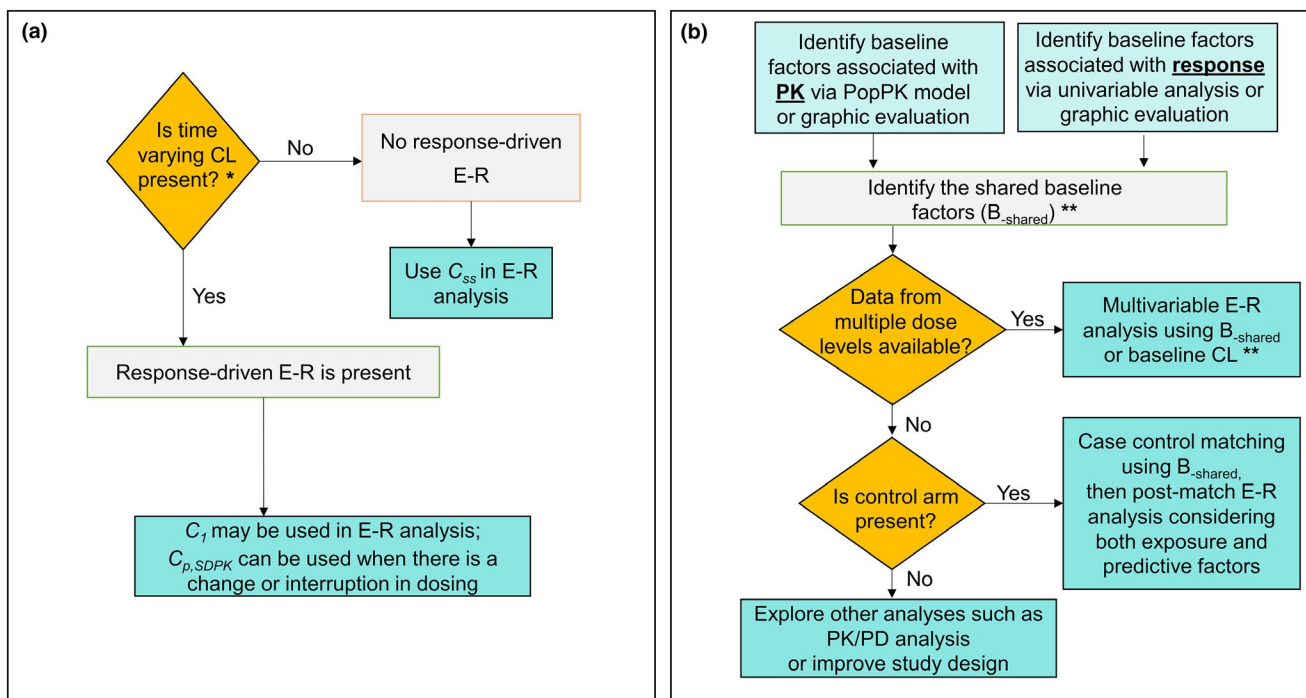 (a)
Is time
varying CL
present? *
No
No response-driven
E-R
Use Css in E-R
analysis
Yes
Response-driven E-R is present
C1 may be used in E-R analysis;
Cp,SDPK can be used when there is a
change or interruption in dosing
(b)
Identify baseline
factors associated with
PK via PopPK model
or graphic evaluation
Identify baseline factors
associated with response
via univariable analysis or
graphic evaluation
Identify the shared baseline
factors (B-shared) **
Data from
multiple dose
levels available?
Yes
Multivariable E-R
analysis using B-shared
or baseline CL **
No
Is control arm
present?
Yes
Case control matching
using B-shared,
then post-match E-R
analysis considering
both exposure and
predictive factors
No
Explore other analyses such as
PK/PD analysis
or improve study design